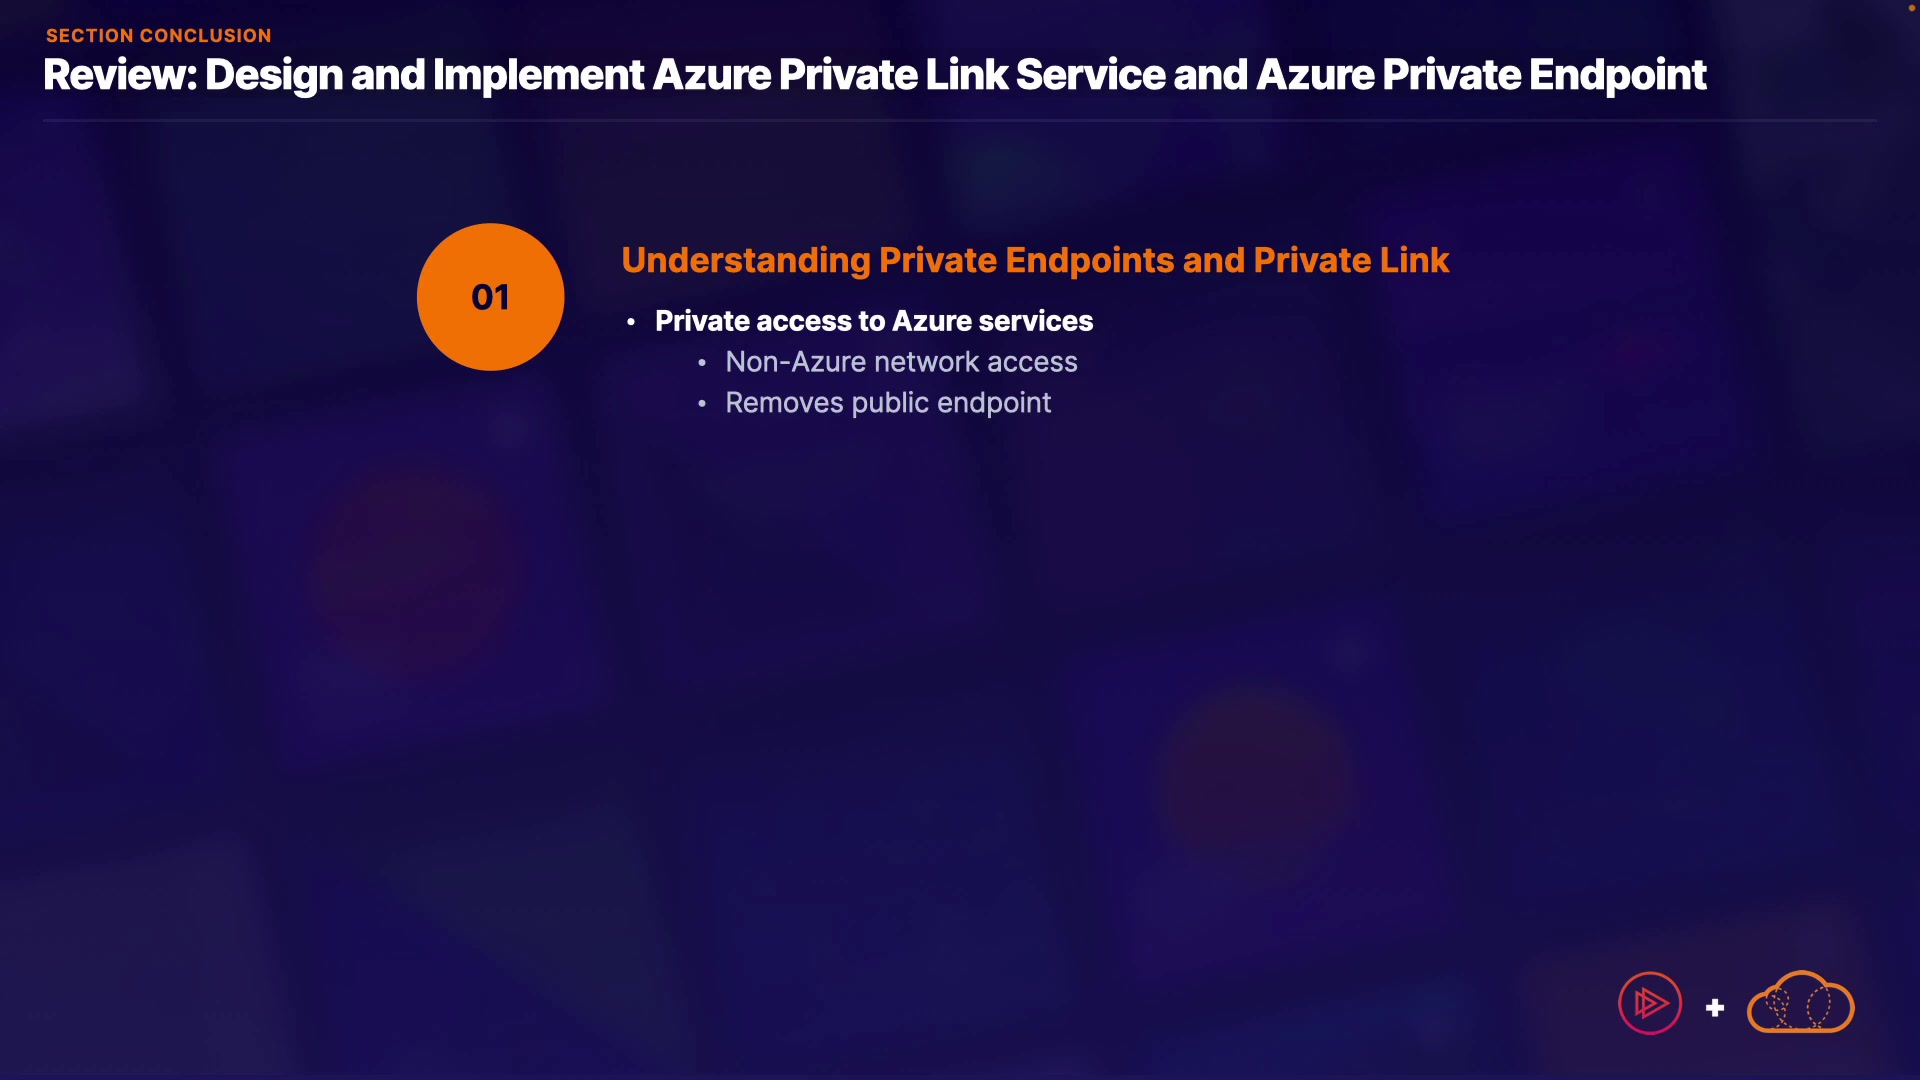 SECTION CONCLUSION
Review: Design and Implement Azure Private Link Service and Azure Private Endpoint
01
Understanding Private Endpoints and Private Link
• Private access to Azure services
• Non-Azure network access
• Removes public endpoint
+